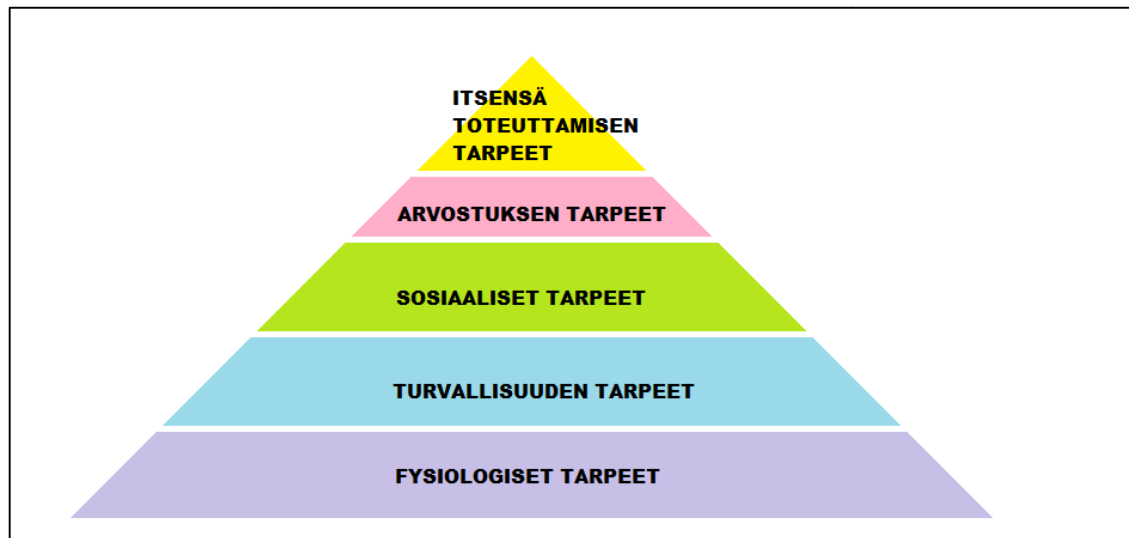 ITSENSÄ
TOTEUTTAMISEN
TARPEET
ARVOSTUKSEN TARPEET
SOSIAALISET TARPEET
TURVALLISUUDEN TARPEET
FYSIOLOGISET TARPEET